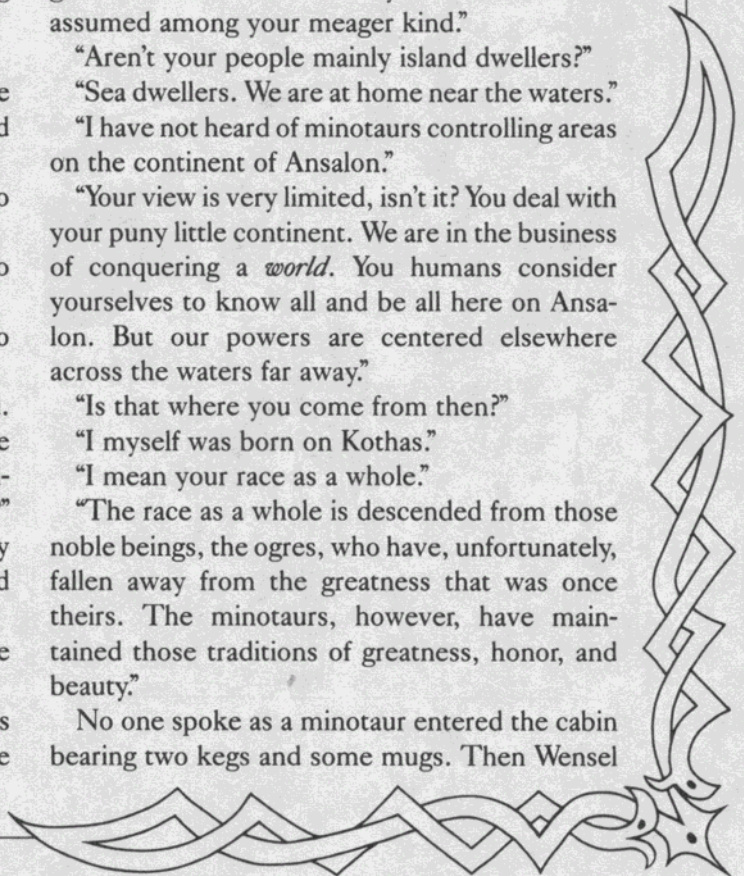 assumed among your meager kind."
"Aren't your people mainly island dwellers?"
"Sea dwellers. We are at home near the waters."
"I have not heard of minotaurs controlling areas
on the continent of Ansalon."
"Your view is very limited, isn't it? You deal with
your puny little continent. We are in the business
of conquering a world. You humans consider
yourselves to know all and be all here on Ansa-
lon. But our powers are centered elsewhere
across the waters far away."
"Is that where you come from then?"
"I myself was born on Kothas."
"I mean your race as a whole."
"The race as a whole is descended from those
noble beings, the ogres, who have, unfortunately,
fallen away from the greatness that was once
theirs. The minotaurs, however, have main-
tained those traditions of greatness, honor, and
beauty."
No one spoke as a minotaur entered the cabin
bearing two kegs and some mugs. Then Wensel